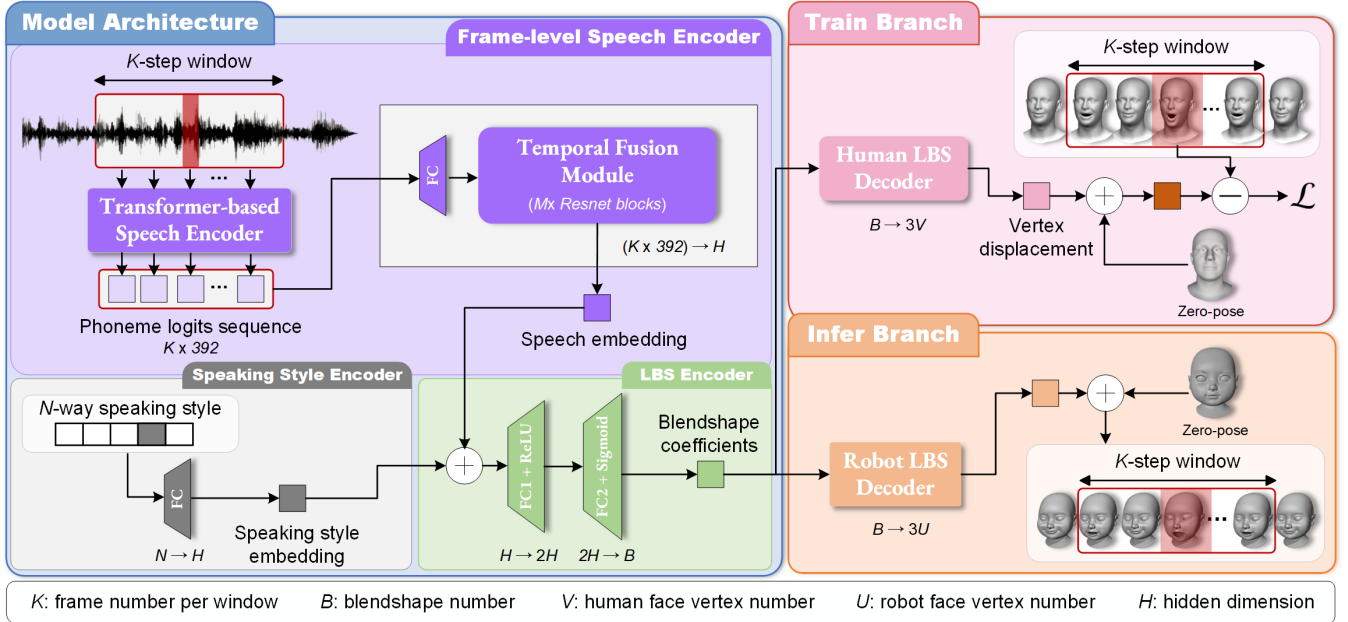 Model Architecture
Frame-level Speech Encoder
K-step window
...
Transformer-based
Speech Encoder
...
Phoneme logits sequence
K x 392
FC
Temporal Fusion
Module
(Mx Resnet blocks)
(K x 392) → H
Speech embedding
Speaking Style Encoder
N-way speaking style
FC
N → H
Speaking style
embedding
LBS Encoder
FC1 + ReLU
FC2 + Sigmoid
H → 2H
2H → B
Blendshape
coefficients
Train Branch
K-step window
...
Human LBS
Decoder
B → 3V
Vertex
displacement
ℒ
Zero-pose
Infer Branch
Robot LBS
Decoder
B → 3U
Zero-pose
K-step window
...
K: frame number per window B: blendshape number V: human face vertex number U: robot face vertex number H: hidden dimension